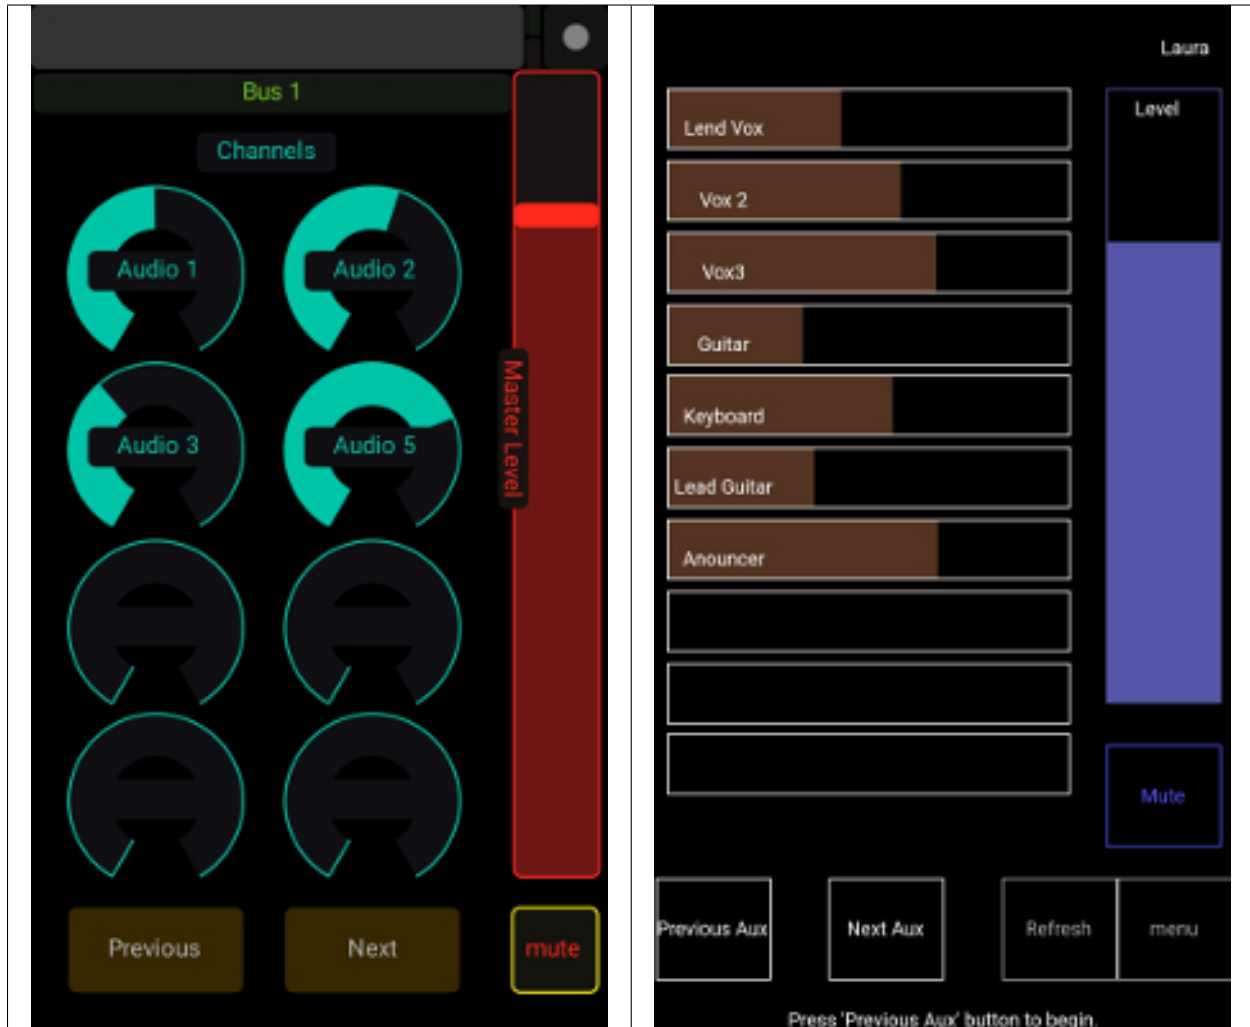 Bus 1
Channels
Audio 1
Audio 2
Audio 3
Audio 5
Master Level
Previous
Next
mute
Laura
Level
Lend Vox
Vox 2
Vox3
Guitar
Keyboard
Lead Guitar
Anouncer
Mute
Previous Aux
Next Aux
Refresh
menu
Press 'Previous Aux' button to begin.